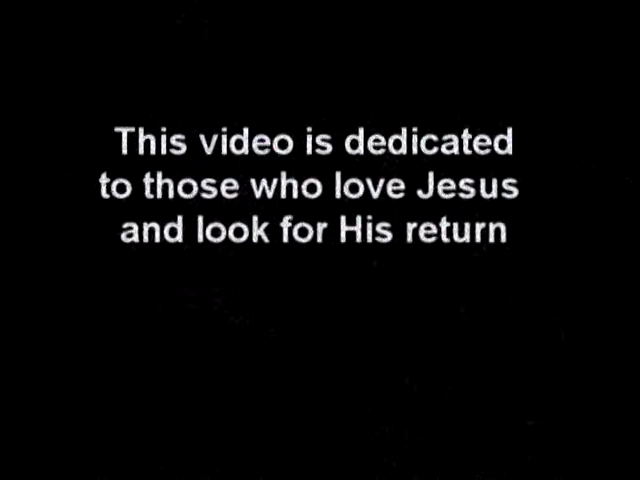 This video is dedicated
to those who love Jesus
and look for His return